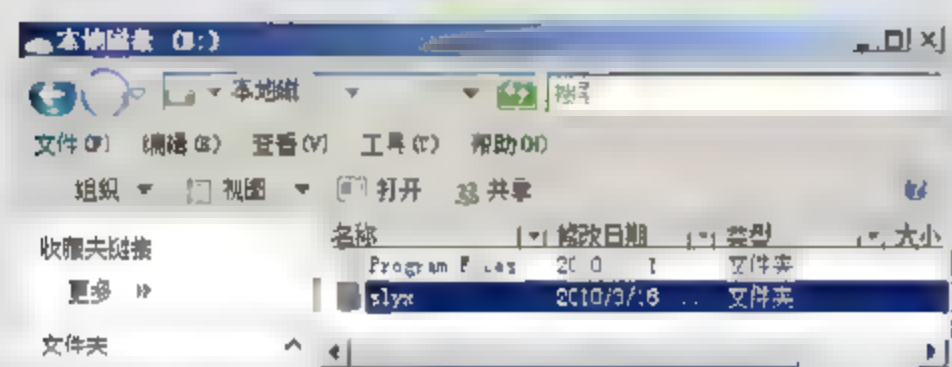 本地磁盘
本地磁
文件(F) 编辑(E) 查看(V) 工具(T) 帮助(H)
组织 视图 打开 共享
名称 修改日期 类型 大小
收藏夹链接
Program Files 文件夹
更多 »
slyx 文件夹
文件夹